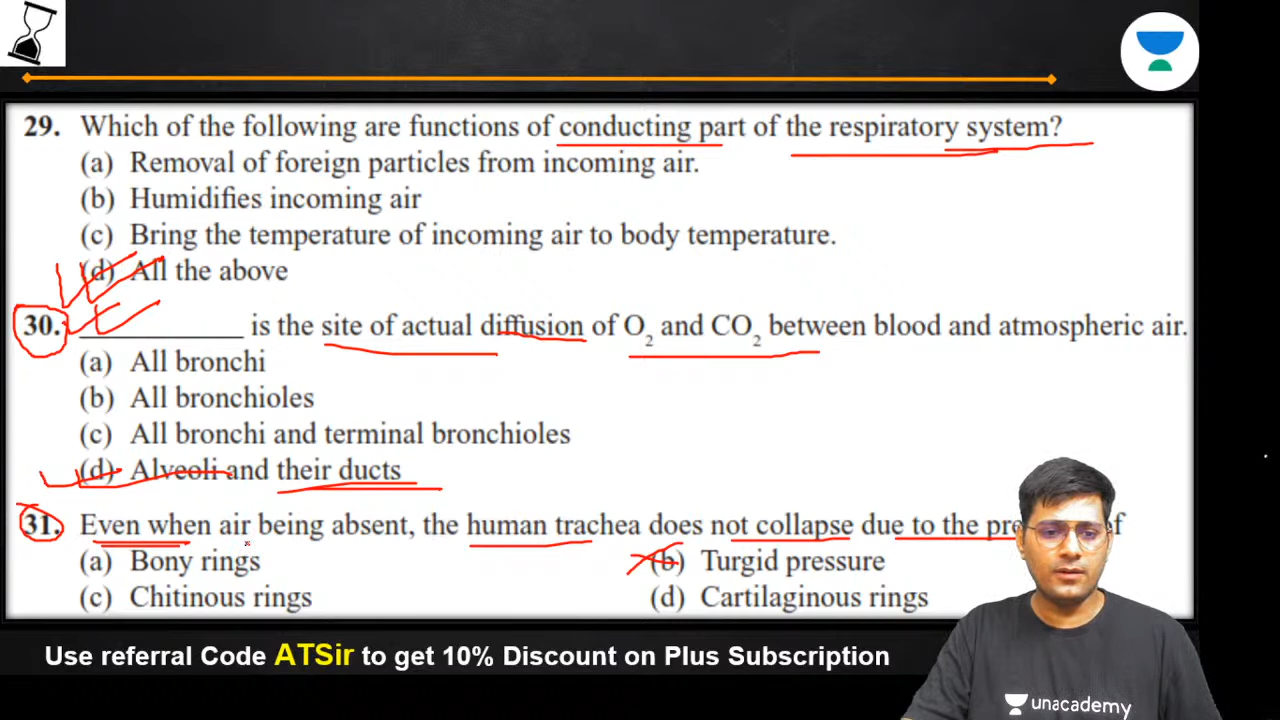 29. Which of the following are functions of conducting part of the respiratory system?
(a) Removal of foreign particles from incoming air.
(b) Humidifies incoming air
(c) Bring the temperature of incoming air to body temperature.
(d) All the above
30. __________ is the site of actual diffusion of O2 and CO2 between blood and atmospheric air.
(a) All bronchi
(b) All bronchioles
(c) All bronchi and terminal bronchioles
(d) Alveoli and their ducts
31. Even when air being absent, the human trachea does not collapse due to the
(a) Bony rings (b) Turgid pressure
(c) Chitinous rings (d) Cartilaginous rings
Use referral Code ATSir to get 10% Discount on Plus Subscription
unacademy